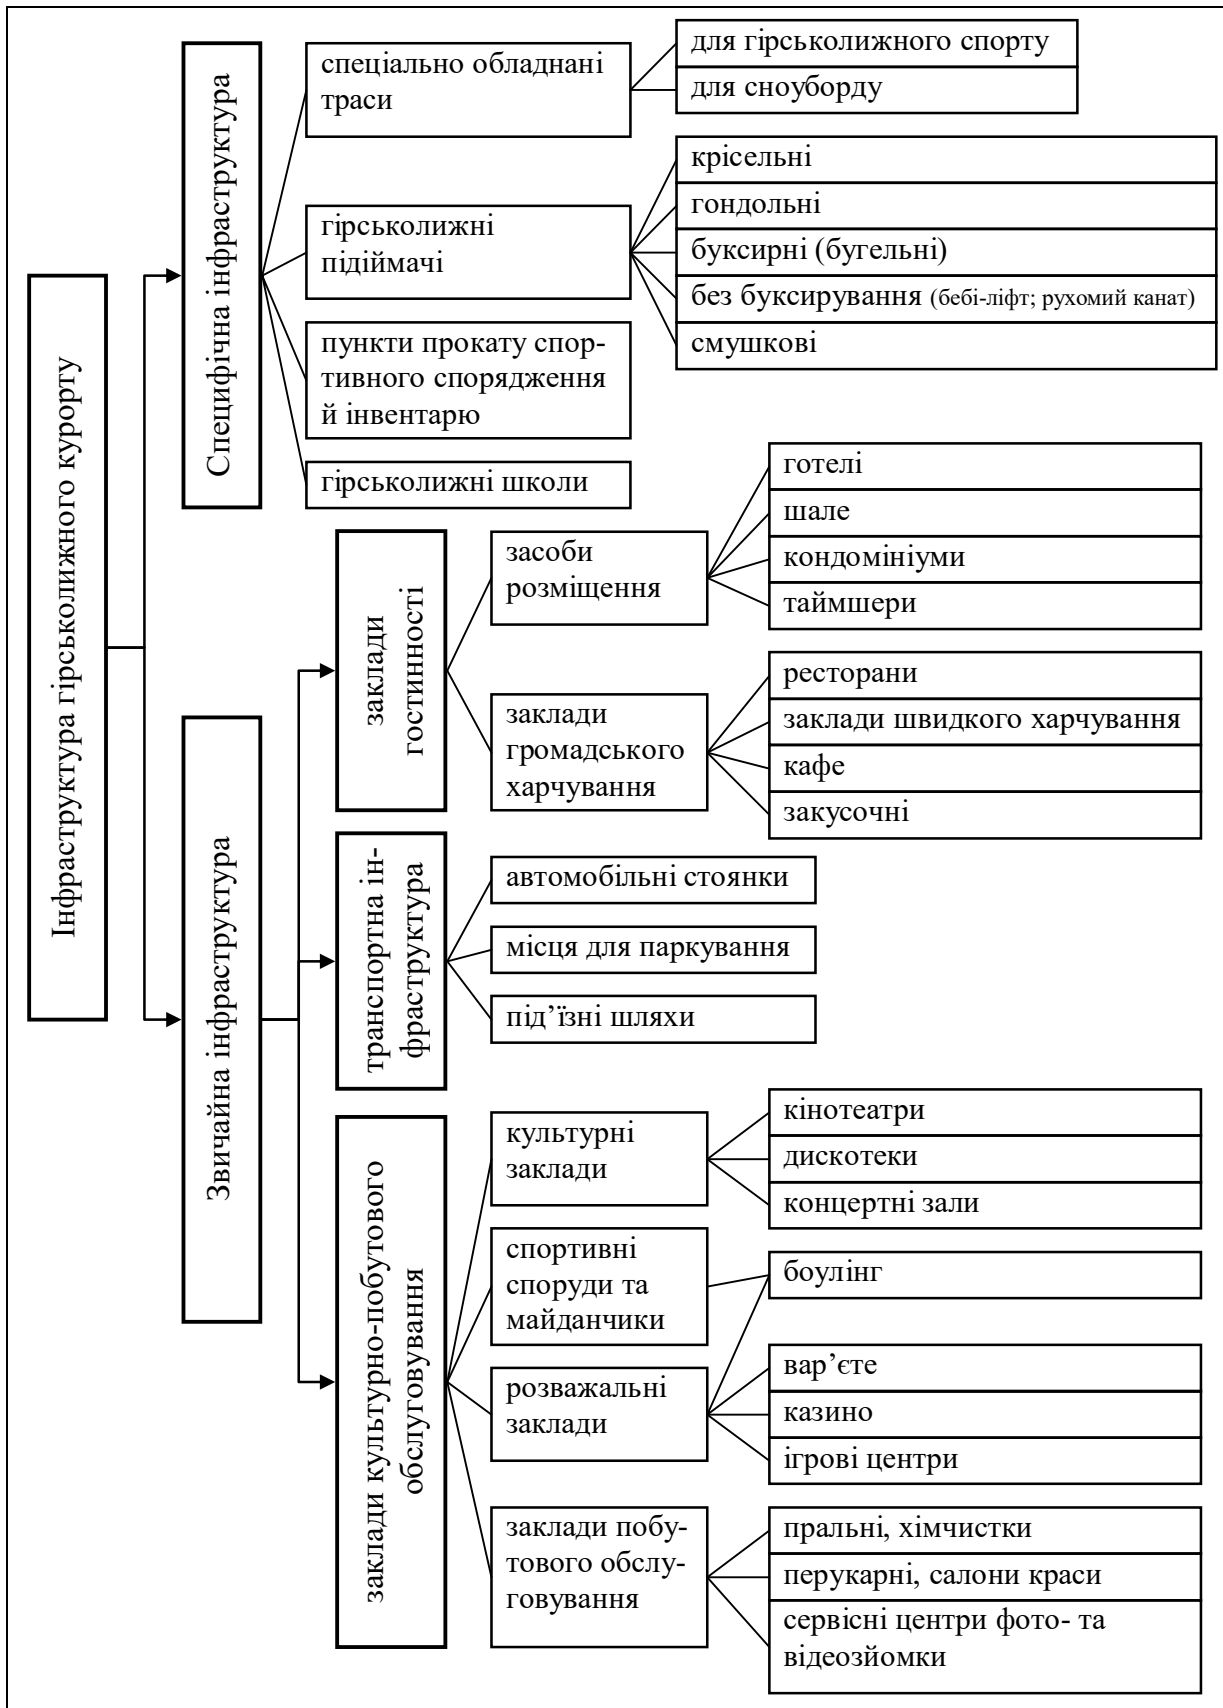 Інфраструктура гірськолижного курорту
Специфічна інфраструктура
спеціально обладнані
траси
для гірськолижного спорту
для сноуборду
гірськолижні
підіймачі
крісельні
гондольні
буксирні (бугельні)
без буксирування (бебі-ліфт; рухомий канат)
смушкові
пункти прокату спор-
тивного спорядження
й інвентарю
гірськолижні школи
Звичайна інфраструктура
заклади
гостинності
засоби
розміщення
готелі
шале
кондомініуми
таймшери
заклади
громадського
харчування
ресторани
заклади швидкого харчування
кафе
закусочні
транспортна ін-
фраструктура
автомобільні стоянки
місця для паркування
під’їзні шляхи
заклади культурно-побутового
обслуговування
культурні
заклади
кінотеатри
дискотеки
концертні зали
спортивні
споруди та
майданчики
боулінг
розважальні
заклади
вар’єте
казино
ігрові центри
заклади побу-
тового обслу-
говування
пральні, хімчистки
перукарні, салони краси
сервісні центри фото- та
відеозйомки